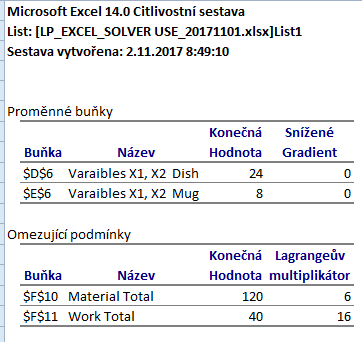 Microsoft Excel 14.0 Citlivostní sestava
List: [LP_EXCEL_SOLVER USE_20171101.xlsx]List1
Sestava vytvořena: 2.11.2017 8:49:10
Proměnné buňky
Konečná Snížené
Buňka Název Hodnota Gradient
$D$6 Varaibles X1, X2 Dish 24 0
$E$6 Varaibles X1, X2 Mug 8 0
Omezující podmínky
Konečná Lagrangeův
Buňka Název Hodnota multiplikátor
$F$10 Material Total 120 6
$F$11 Work Total 40 16